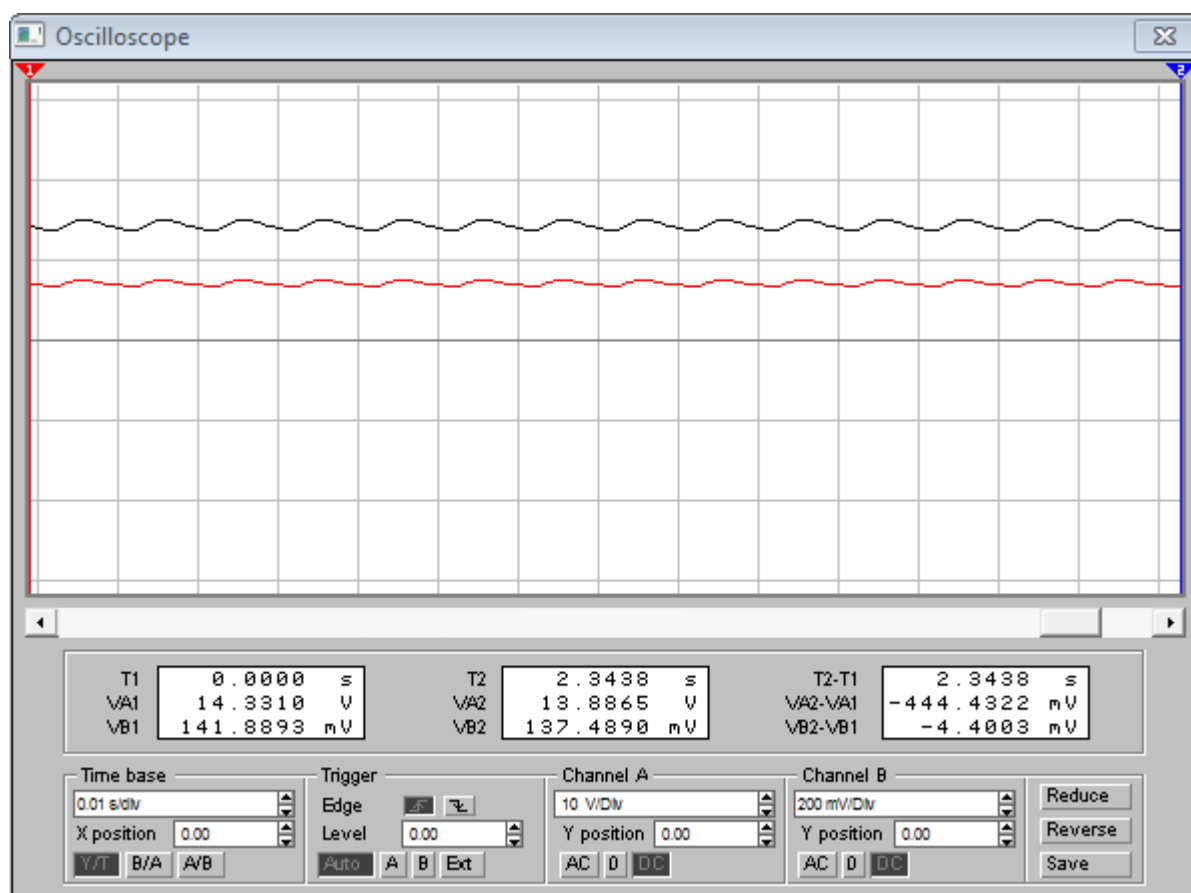 Oscilloscope
1 2
T1 0.0000 s T2 2.3438 s T2-T1 2.3438 s
VA1 14.3310 V VA2 13.8865 V VA2-VA1 -444.4322 mV
VB1 141.8893 mV VB2 137.4890 mV VB2-VB1 -4.4003 mV
Time base Trigger Channel A Channel B
0.01 s/div Edge 10 V/Div 200 mV/Div Reduce
X position 0.00 Level 0.00 Y position 0.00 Y position 0.00 Reverse
Y/T B/A A/B Auto A B Ext AC 0 DC AC 0 DC Save